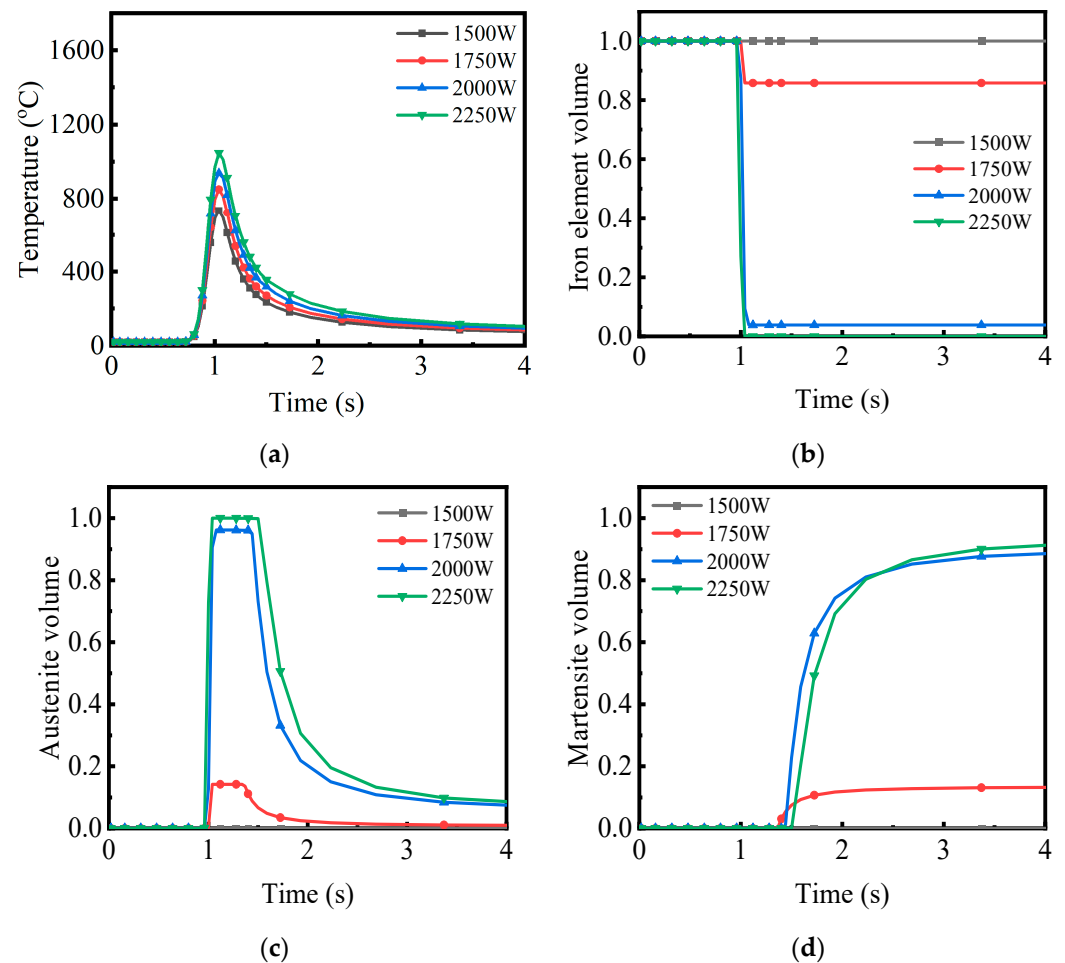 1600
1200
800
400
0
Temperature (°C)
1500W
1750W
2000W
2250W
0 1 2 3 4
Time (s)
(a)
1.0
0.8
0.6
0.4
0.2
0.0
Iron element volume
1500W
1750W
2000W
2250W
0 1 2 3 4
Time (s)
(b)
1.0
0.8
0.6
0.4
0.2
0.0
Austenite volume
1500W
1750W
2000W
2250W
0 1 2 3 4
Time (s)
(c)
1.0
0.8
0.6
0.4
0.2
0.0
Martensite volume
1500W
1750W
2000W
2250W
0 1 2 3 4
Time (s)
(d)